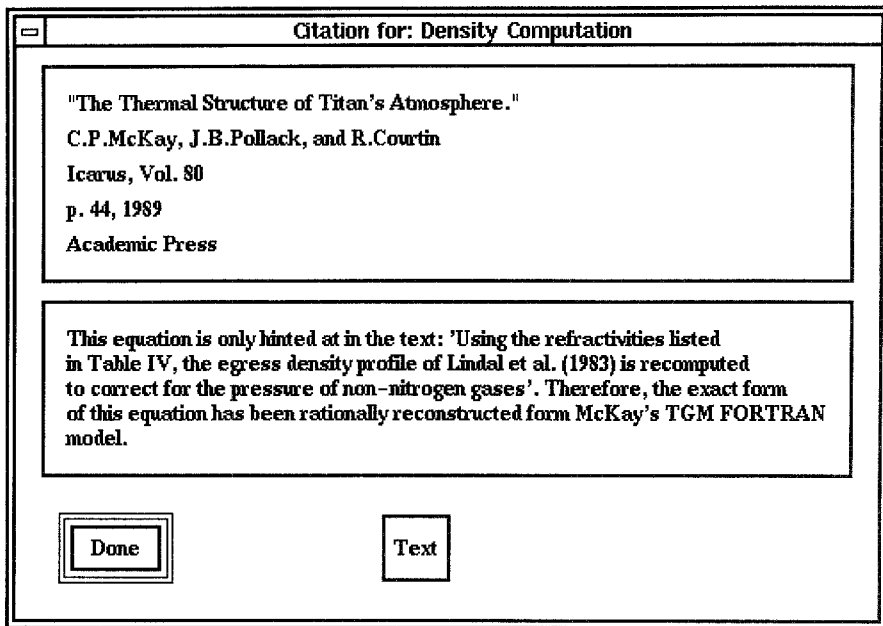 Citation for: Density Computation
"The Thermal Structure of Titan's Atmosphere."
C.P.McKay, J.B.Pollack, and R.Courtin
Icarus, Vol. 80
p. 44, 1989
Academic Press
This equation is only hinted at in the text: 'Using the refractivities listed
in Table IV, the egress density profile of Lindal et al. (1983) is recomputed
to correct for the pressure of non-nitrogen gases'. Therefore, the exact form
of this equation has been rationally reconstructed form McKay's TGM FORTRAN
model.
Done
Text